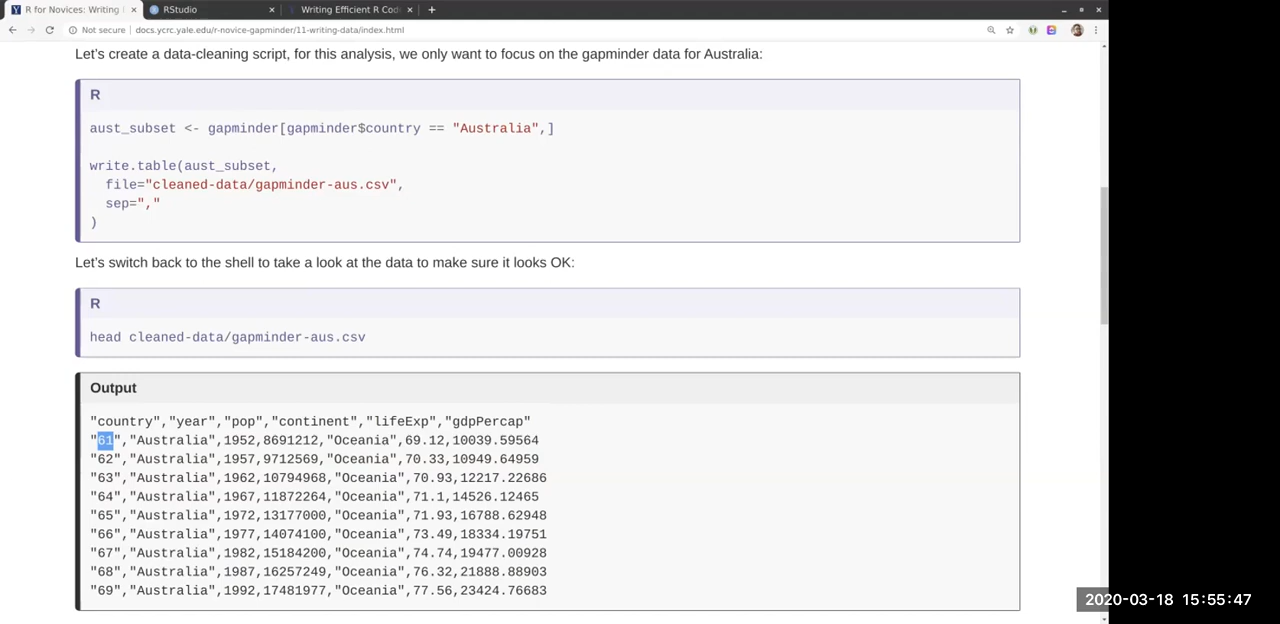 R for Novices: Writing
RStudio
Writing Efficient R Cod
Not secure | docs.ycrc.yale.edu/r-novice-gapminder/11-writing-data/index.html
Let's create a data-cleaning script, for this analysis, we only want to focus on the gapminder data for Australia:
R
aust_subset <- gapminder[gapminder$country == "Australia",]
write.table(aust_subset,
file="cleaned-data/gapminder-aus.csv",
sep=","
)
Let's switch back to the shell to take a look at the data to make sure it looks OK:
R
head cleaned-data/gapminder-aus.csv
Output
"country","year","pop","continent","lifeExp","gdpPercap"
"61","Australia",1952,8691212,"Oceania",69.12,10039.59564
"62","Australia",1957,9712569,"Oceania",70.33,10949.64959
"63","Australia",1962,10794968,"Oceania",70.93,12217.22686
"64","Australia",1967,11872264,"Oceania",71.1,14526.12465
"65","Australia",1972,13177000,"Oceania",71.93,16788.62948
"66","Australia",1977,14074100,"Oceania",73.49,18334.19751
"67","Australia",1982,15184200,"Oceania",74.74,19477.00928
"68","Australia",1987,16257249,"Oceania",76.32,21888.88903
"69","Australia",1992,17481977,"Oceania",77.56,23424.76683
2020-03-18 15:55:47